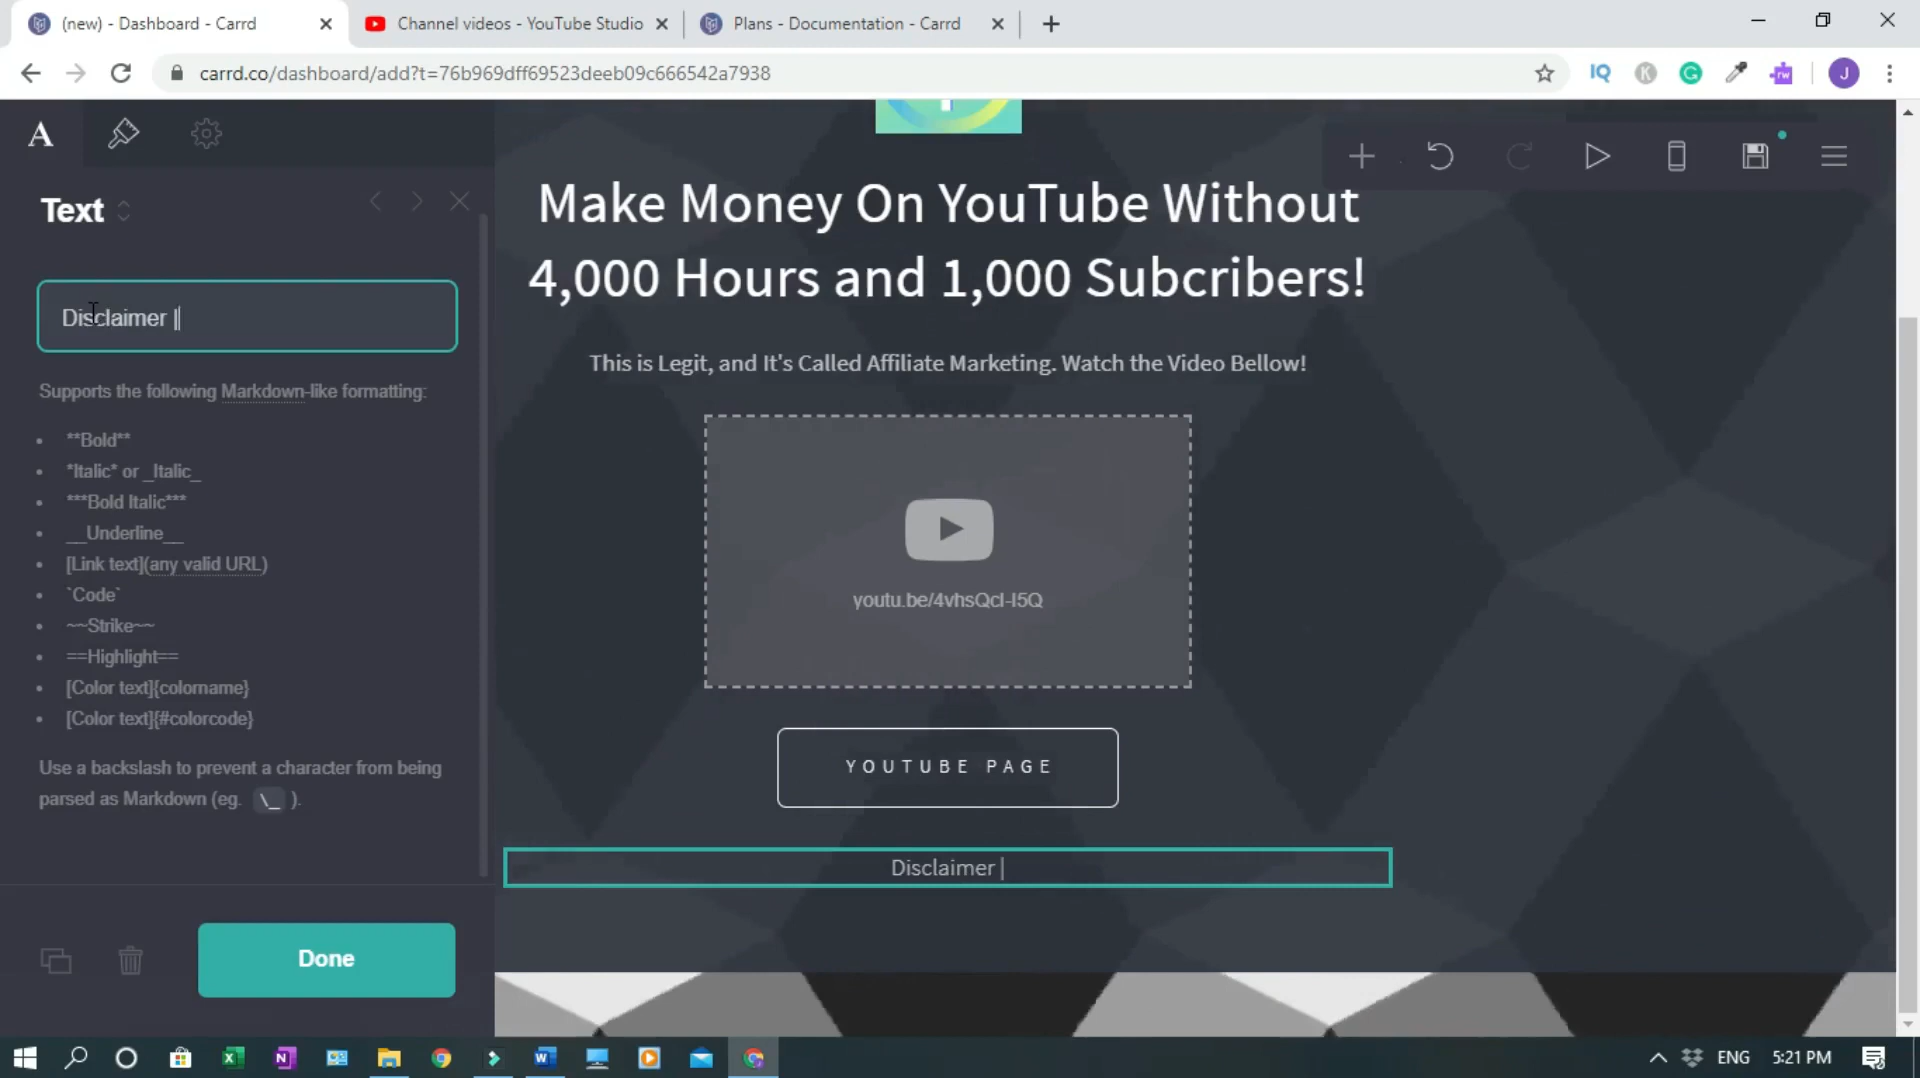 (new) - Dashboard - Carrd
Channel videos - YouTube Studio
Plans - Documentation - Carrd
carrd.co/dashboard/add?t=76b969dff69523deeb09c666542a7938
IQ
K
G
rw
J
A
Text
Make Money On YouTube Without
4,000 Hours and 1,000 Subcribers!
Disclaimer |
This is Legit, and It's Called Affiliate Marketing. Watch the Video Bellow!
Supports the following Markdown-like formatting:
**Bold**
*Italic* or _Italic_
***Bold Italic***
__Underline__
[Link text](any valid URL)
`Code`
~~Strike~~
==Highlight==
[Color text]{colorname}
[Color text]{#colorcode}
Use a backslash to prevent a character from being
parsed as Markdown (eg. \_ ).
youtu.be/4vhsQcI-I5Q
YOUTUBE PAGE
Disclaimer |
Done
ENG
5:21 PM